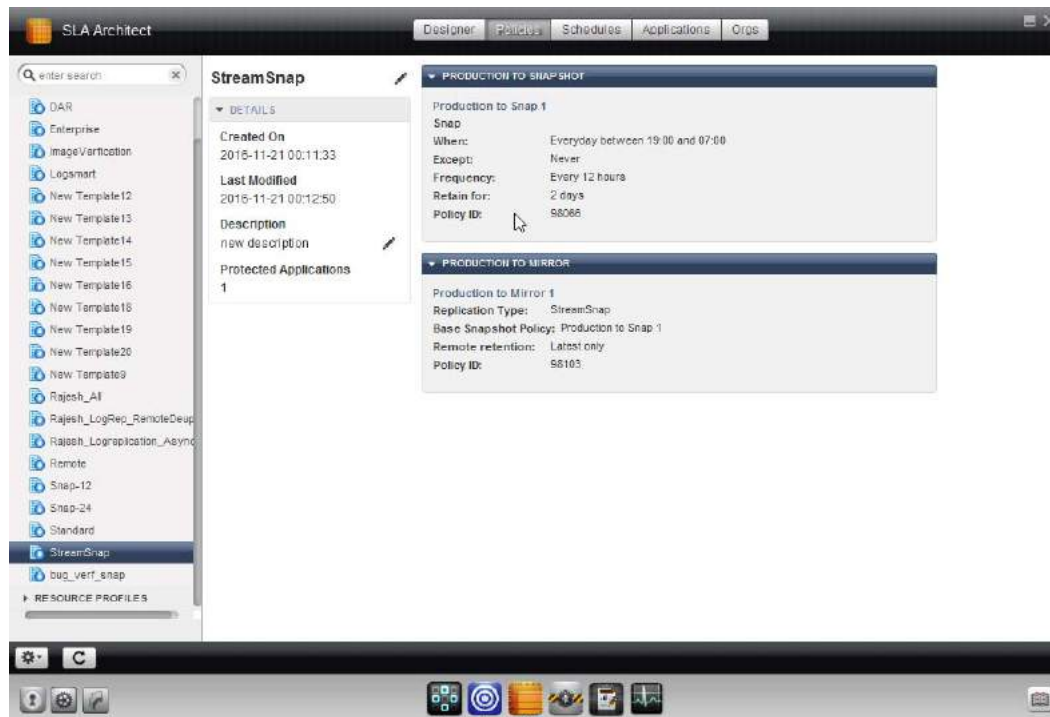 SLA Architect
Designer Policies Schedules Applications Orgs
enter search
DAR
Enterprise
ImageVerfication
Logsmart
New Template12
New Template13
New Template14
New Template15
New Template16
New Template18
New Template19
New Template20
New Template9
Rajesh_All
Rajesh_LogRep_RemoteDeup
Rajesh_Logreplication_Async
Remote
Snap-12
Snap-24
Standard
StreamSnap
bug_verf_snap
RESOURCE PROFILES
StreamSnap
DETAILS
Created On
2016-11-21 00:11:33
Last Modified
2016-11-21 00:12:50
Description
new description
Protected Applications
1
PRODUCTION TO SNAPSHOT
Production to Snap 1
Snap
When: Everyday between 19:00 and 07:00
Except: Never
Frequency: Every 12 hours
Retain for: 2 days
Policy ID: 98066
PRODUCTION TO MIRROR
Production to Mirror 1
Replication Type: StreamSnap
Base Snapshot Policy: Production to Snap 1
Remote retention: Latest only
Policy ID: 98103